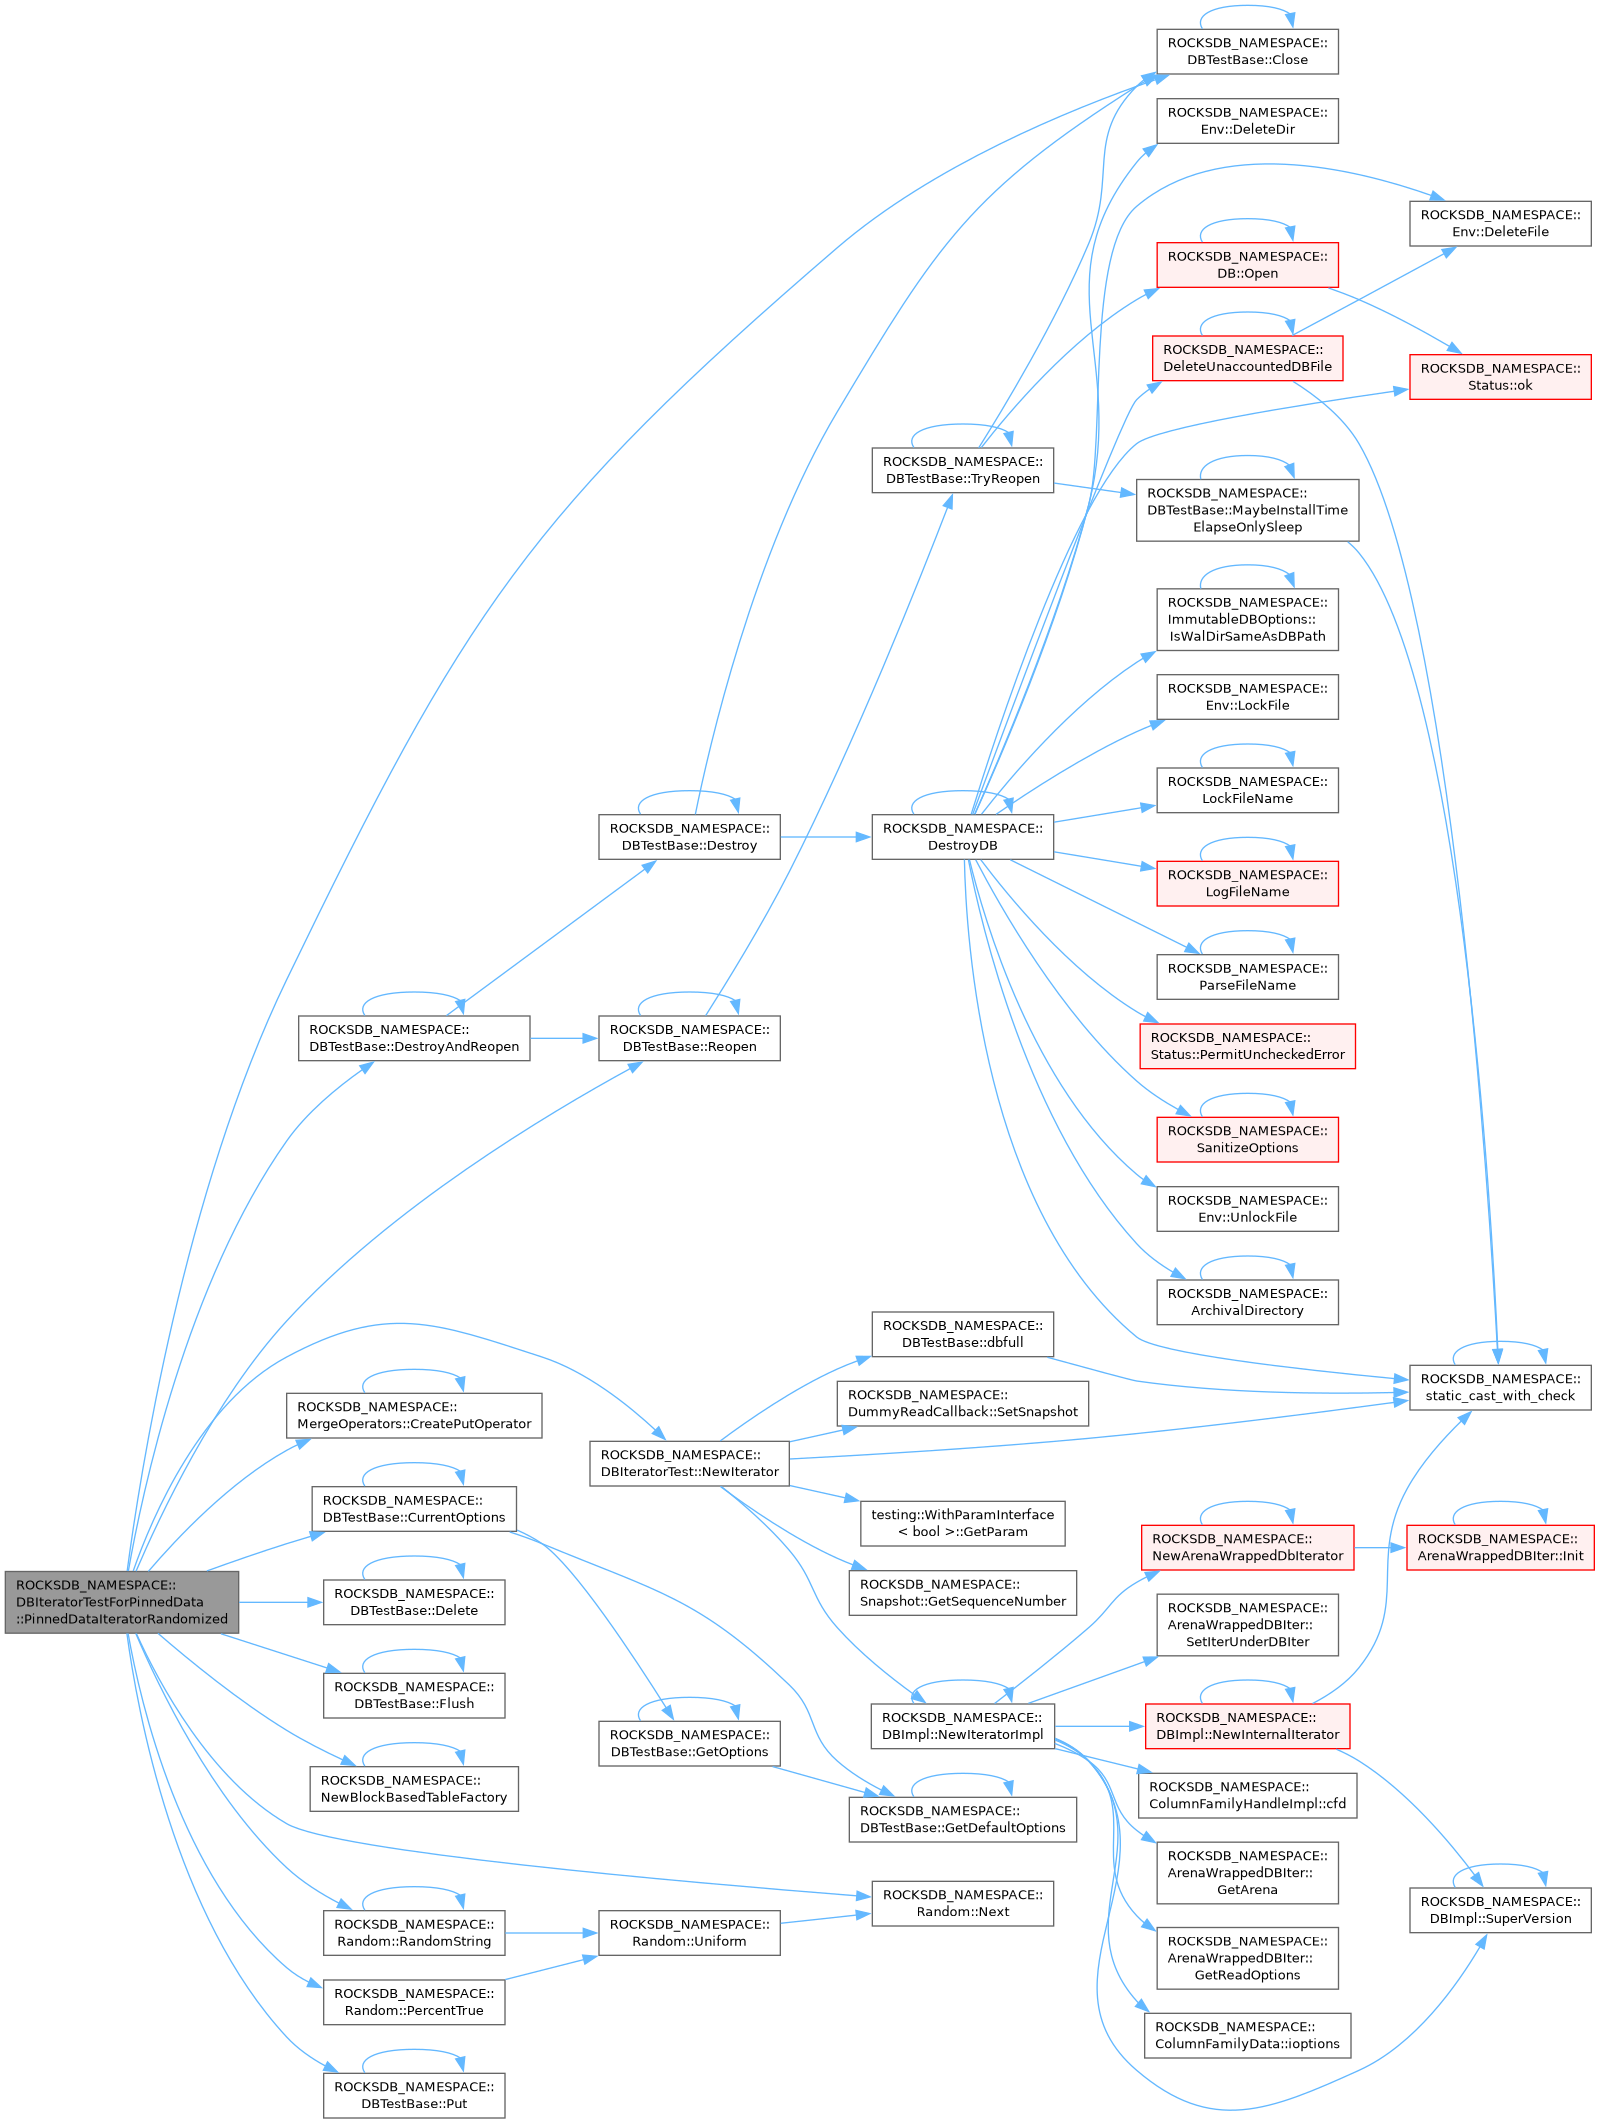 ROCKSDB_NAMESPACE::
DBIteratorTestForPinnedData
::PinnedDataIteratorRandomized
ROCKSDB_NAMESPACE::
DBTestBase::DestroyAndReopen
ROCKSDB_NAMESPACE::
MergeOperators::CreatePutOperator
ROCKSDB_NAMESPACE::
DBTestBase::CurrentOptions
ROCKSDB_NAMESPACE::
DBTestBase::Delete
ROCKSDB_NAMESPACE::
DBTestBase::Flush
ROCKSDB_NAMESPACE::
NewBlockBasedTableFactory
ROCKSDB_NAMESPACE::
Random::RandomString
ROCKSDB_NAMESPACE::
Random::PercentTrue
ROCKSDB_NAMESPACE::
DBTestBase::Put
ROCKSDB_NAMESPACE::
DBTestBase::Destroy
ROCKSDB_NAMESPACE::
DBTestBase::Reopen
ROCKSDB_NAMESPACE::
DBIteratorTest::NewIterator
ROCKSDB_NAMESPACE::
DBTestBase::GetOptions
ROCKSDB_NAMESPACE::
Random::Uniform
ROCKSDB_NAMESPACE::
DBTestBase::TryReopen
ROCKSDB_NAMESPACE::
DestroyDB
ROCKSDB_NAMESPACE::
DBTestBase::dbfull
ROCKSDB_NAMESPACE::
DummyReadCallback::SetSnapshot
testing::WithParamInterface
< bool >::GetParam
ROCKSDB_NAMESPACE::
Snapshot::GetSequenceNumber
ROCKSDB_NAMESPACE::
DBImpl::NewIteratorImpl
ROCKSDB_NAMESPACE::
DBTestBase::GetDefaultOptions
ROCKSDB_NAMESPACE::
Random::Next
ROCKSDB_NAMESPACE::
DBTestBase::Close
ROCKSDB_NAMESPACE::
Env::DeleteDir
ROCKSDB_NAMESPACE::
DB::Open
ROCKSDB_NAMESPACE::
DeleteUnaccountedDBFile
ROCKSDB_NAMESPACE::
DBTestBase::MaybeInstallTime
ElapseOnlySleep
ROCKSDB_NAMESPACE::
ImmutableDBOptions::
IsWalDirSameAsDBPath
ROCKSDB_NAMESPACE::
Env::LockFile
ROCKSDB_NAMESPACE::
LockFileName
ROCKSDB_NAMESPACE::
LogFileName
ROCKSDB_NAMESPACE::
ParseFileName
ROCKSDB_NAMESPACE::
Status::PermitUncheckedError
ROCKSDB_NAMESPACE::
SanitizeOptions
ROCKSDB_NAMESPACE::
Env::UnlockFile
ROCKSDB_NAMESPACE::
ArchivalDirectory
ROCKSDB_NAMESPACE::
NewArenaWrappedDbIterator
ROCKSDB_NAMESPACE::
ArenaWrappedDBIter::
SetIterUnderDBIter
ROCKSDB_NAMESPACE::
DBImpl::NewInternalIterator
ROCKSDB_NAMESPACE::
ColumnFamilyHandleImpl::cfd
ROCKSDB_NAMESPACE::
ArenaWrappedDBIter::
GetArena
ROCKSDB_NAMESPACE::
ArenaWrappedDBIter::
GetReadOptions
ROCKSDB_NAMESPACE::
ColumnFamilyData::ioptions
ROCKSDB_NAMESPACE::
Env::DeleteFile
ROCKSDB_NAMESPACE::
Status::ok
ROCKSDB_NAMESPACE::
static_cast_with_check
ROCKSDB_NAMESPACE::
ArenaWrappedDBIter::Init
ROCKSDB_NAMESPACE::
DBImpl::SuperVersion